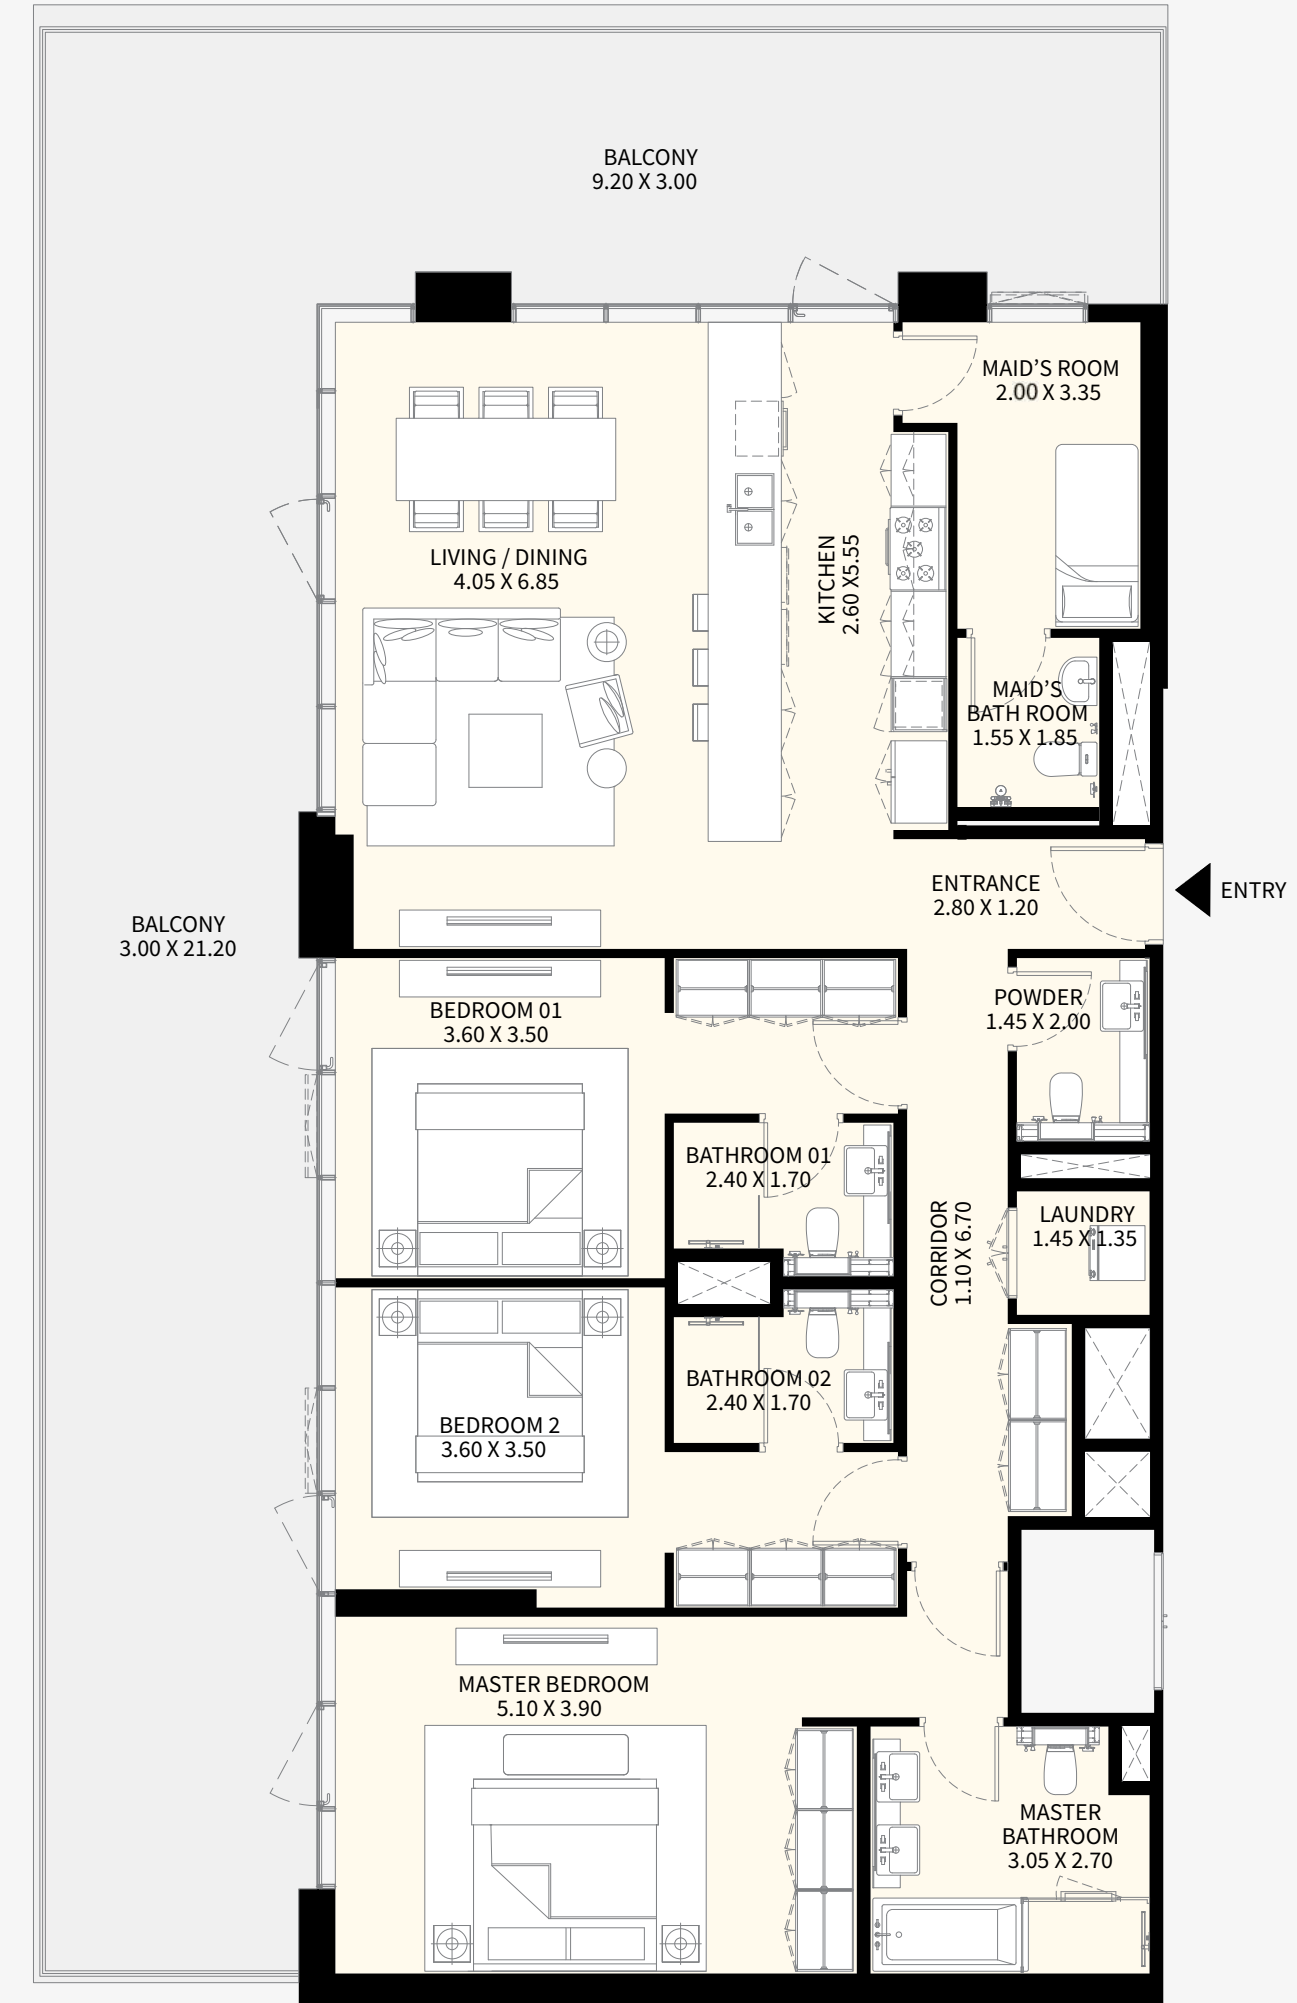 BALCONY
9.20 X 3.00
MAID’S ROOM
2.00 X 3.35
LIVING / DINING
4.05 X 6.85
KITCHEN
2.60 X5.55
MAID’S
BATH ROOM
1.55 X 1.85
ENTRANCE
2.80 X 1.20
ENTRY
BALCONY
3.00 X 21.20
BEDROOM 01
3.60 X 3.50
POWDER
1.45 X 2.00
BATHROOM 01
2.40 X 1.70
CORRIDOR
1.10 X 6.70
LAUNDRY
1.45 X 1.35
BATHROOM 02
2.40 X 1.70
BEDROOM 2
3.60 X 3.50
MASTER BEDROOM
5.10 X 3.90
MASTER
BATHROOM
3.05 X 2.70